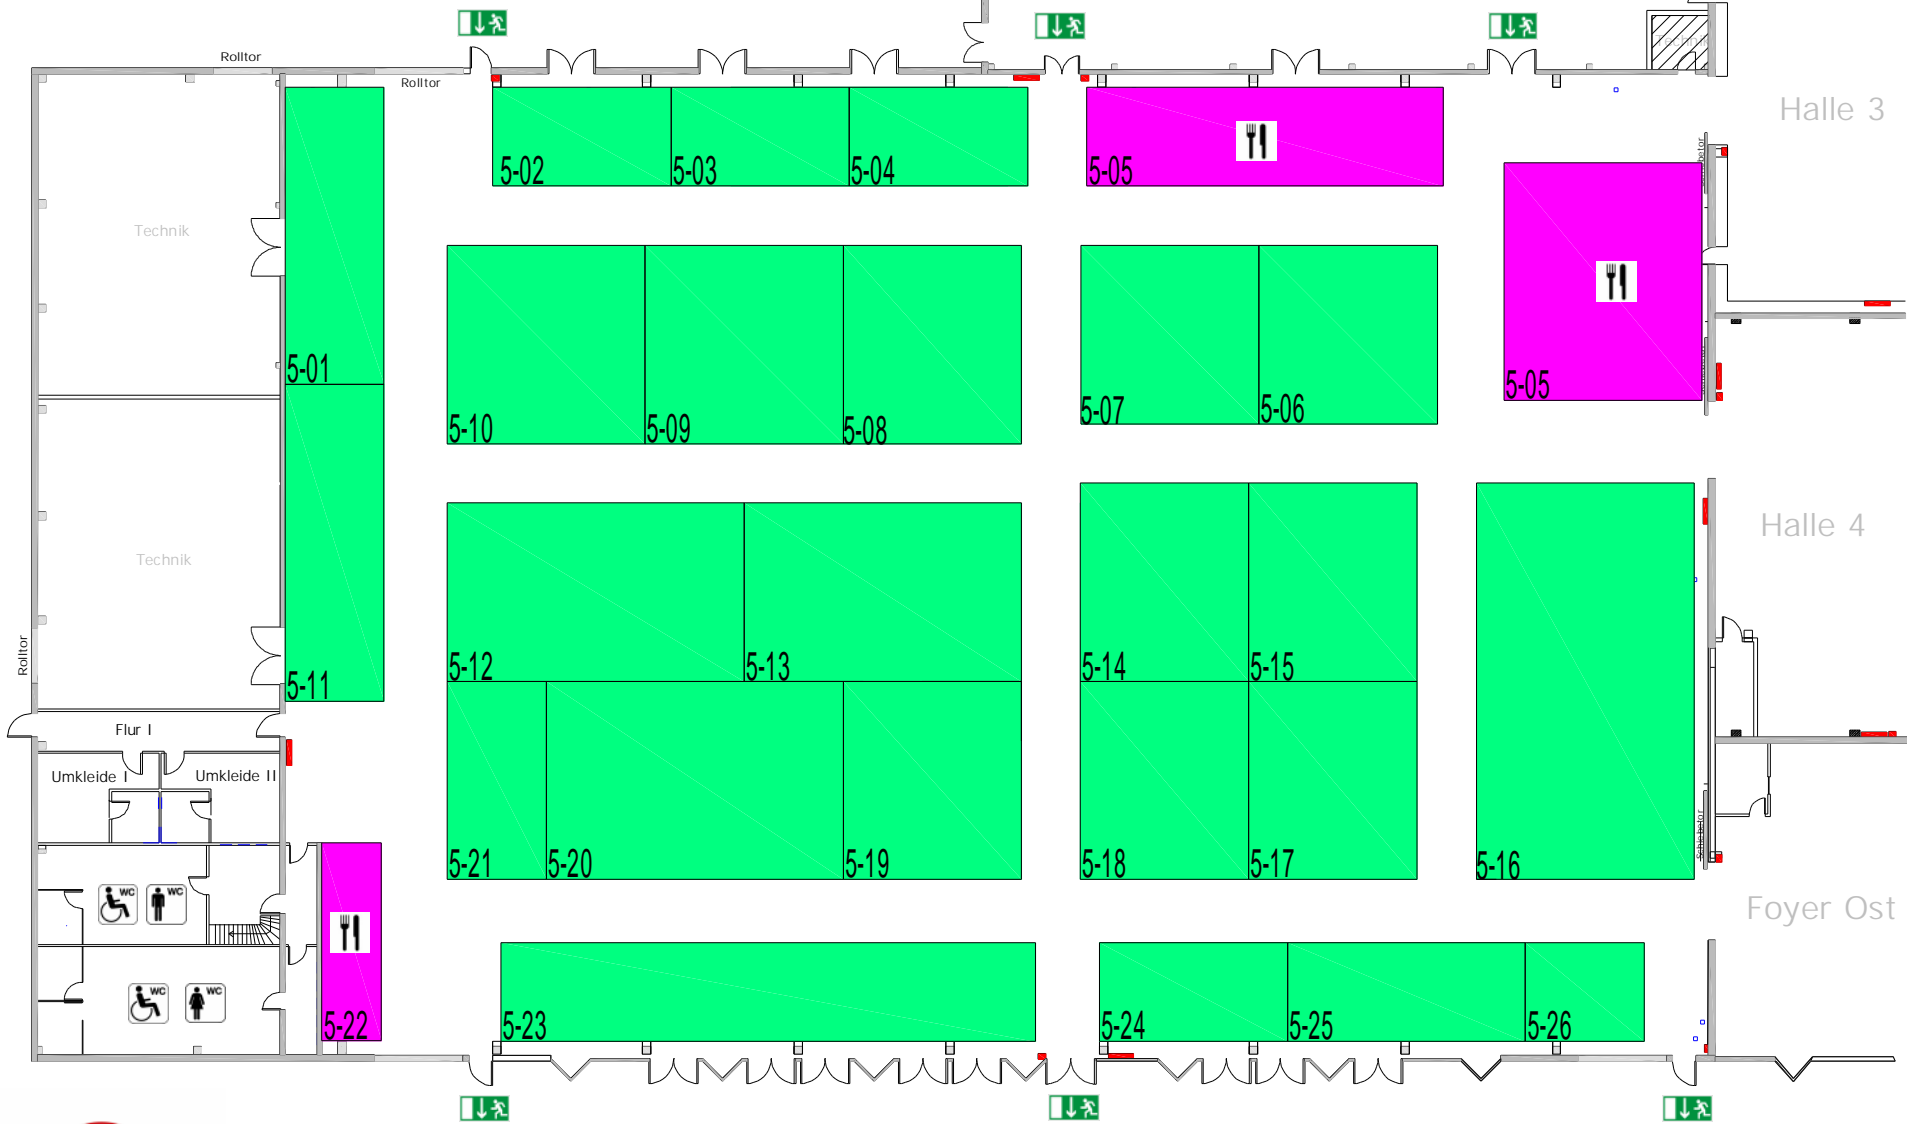 Rolltor
Rolltor
Technik
Halle 3
5-02
5-03
5-04
5-05
Technik
5-01
5-10
5-09
5-08
5-07
5-06
5-05
Halle 4
Technik
Rolltor
5-12
5-13
5-14
5-15
5-11
Flur I
Umkleide I
Umkleide II
5-21
5-20
5-19
5-18
5-17
5-16
Schiebetor
WC
WC
Foyer Ost
WC
WC
5-22
5-23
5-24
5-25
5-26